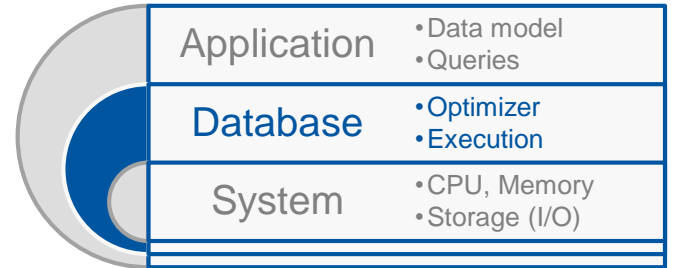 Application
•Data model
•Queries
Database
•Optimizer
•Execution
System
•CPU, Memory
•Storage (I/O)